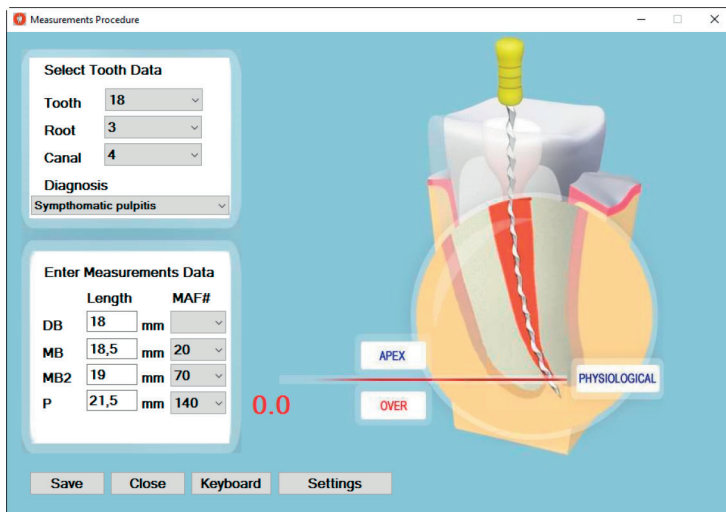 Measurements Procedure
Select Tooth Data
Tooth 18
Root 3
Canal 4
Diagnosis
Sympthomatic pulpitis
Enter Measurements Data
Length MAF#
DB 18 mm
MB 18,5 mm 20
MB2 19 mm 70
P 21,5 mm 140
0.0
APEX
PHYSIOLOGICAL
OVER
Save Close Keyboard Settings